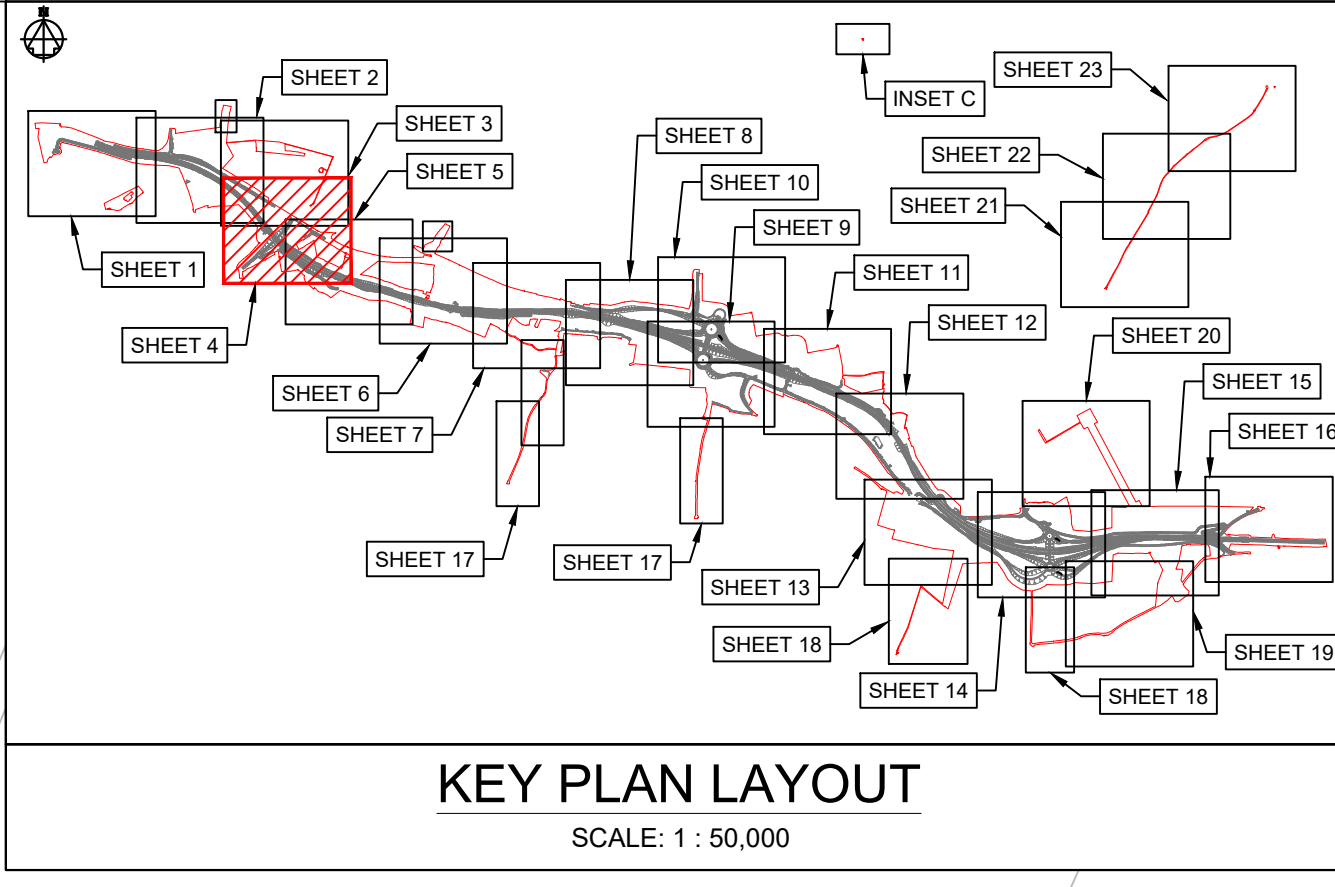 N
SHEET 2
SHEET 3
SHEET 5
SHEET 8
SHEET 10
SHEET 9
INSET C
SHEET 23
SHEET 22
SHEET 21
SHEET 1
SHEET 11
SHEET 12
SHEET 20
SHEET 4
SHEET 6
SHEET 7
SHEET 15
SHEET 16
SHEET 17
SHEET 17
SHEET 13
SHEET 18
SHEET 14
SHEET 18
SHEET 19
KEY PLAN LAYOUT
SCALE: 1 : 50,000